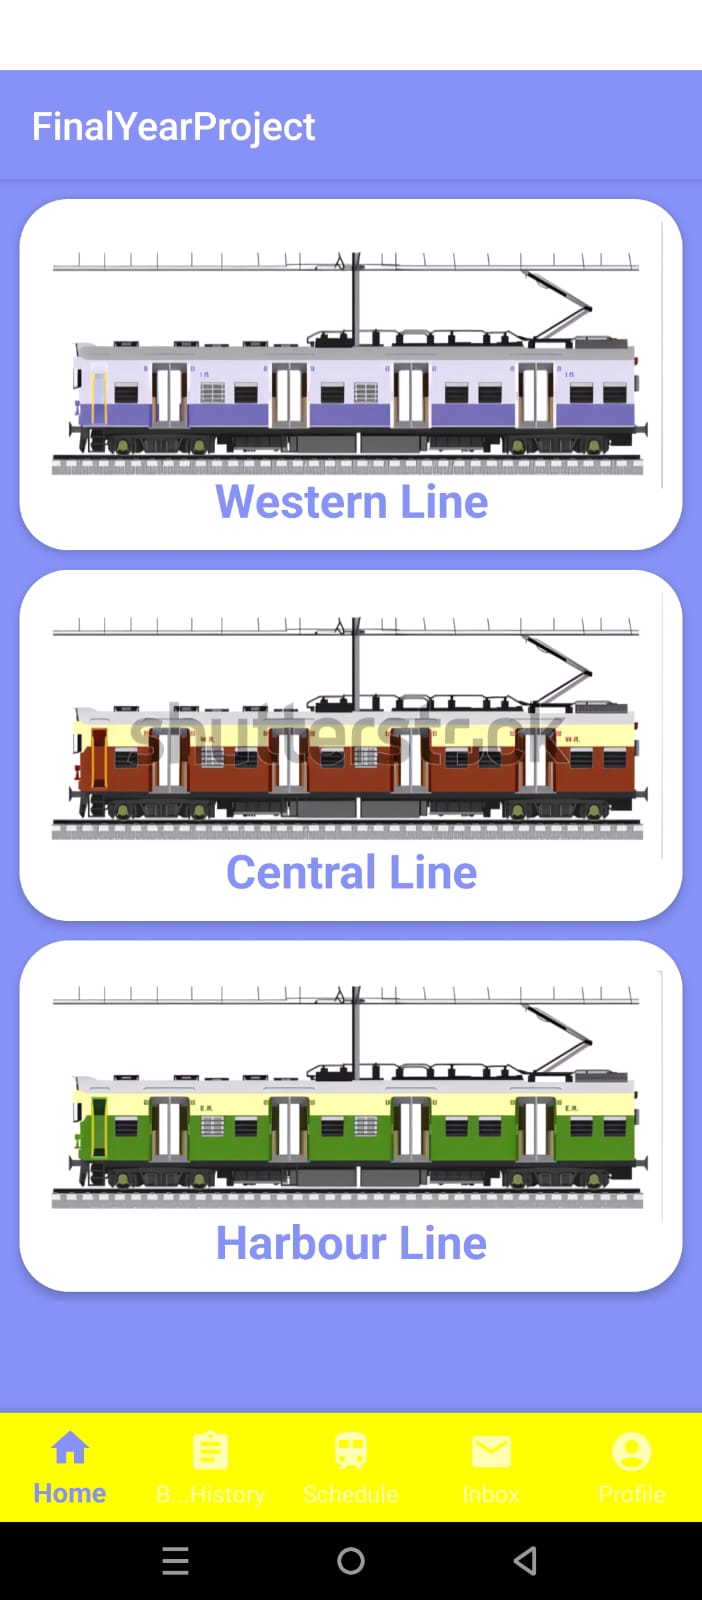 FinalYearProject
I R
I R
Western Line
shutterstock
W R.
W R.
Central Line
E.R.
E.R.
Harbour Line
Home
B...History
Schedule
Inbox
Profile